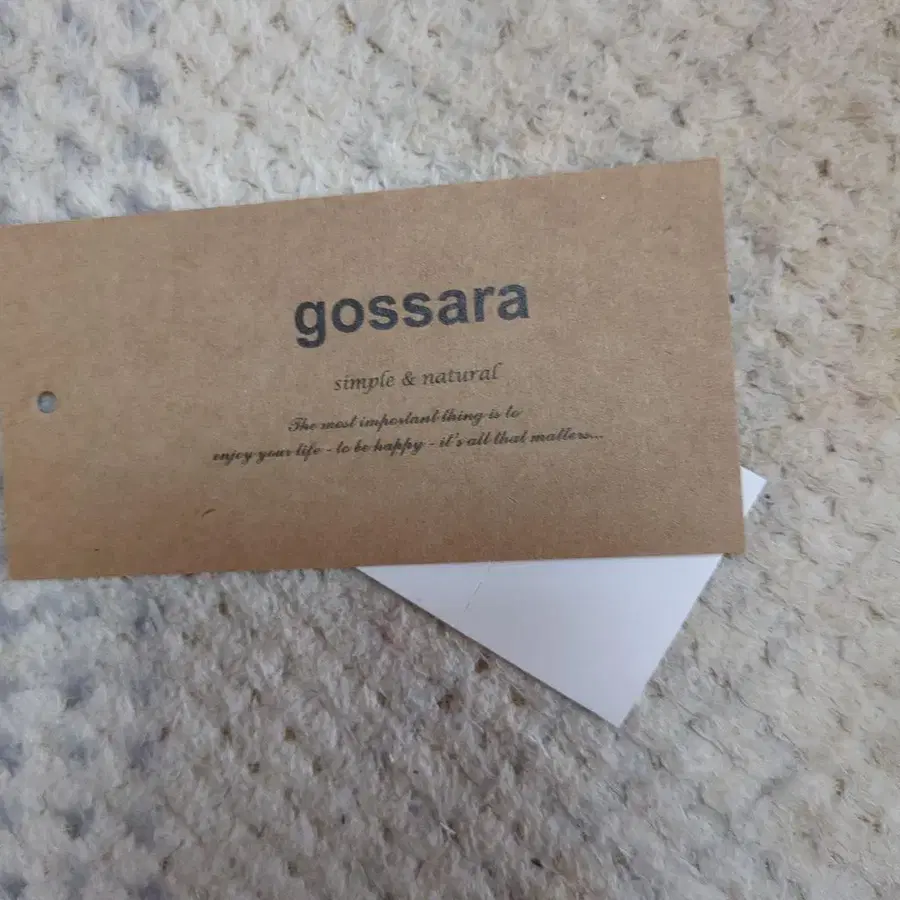 gossara
simple & natural
The most important thing is to
enjoy your life - to be happy - it's all that matters...